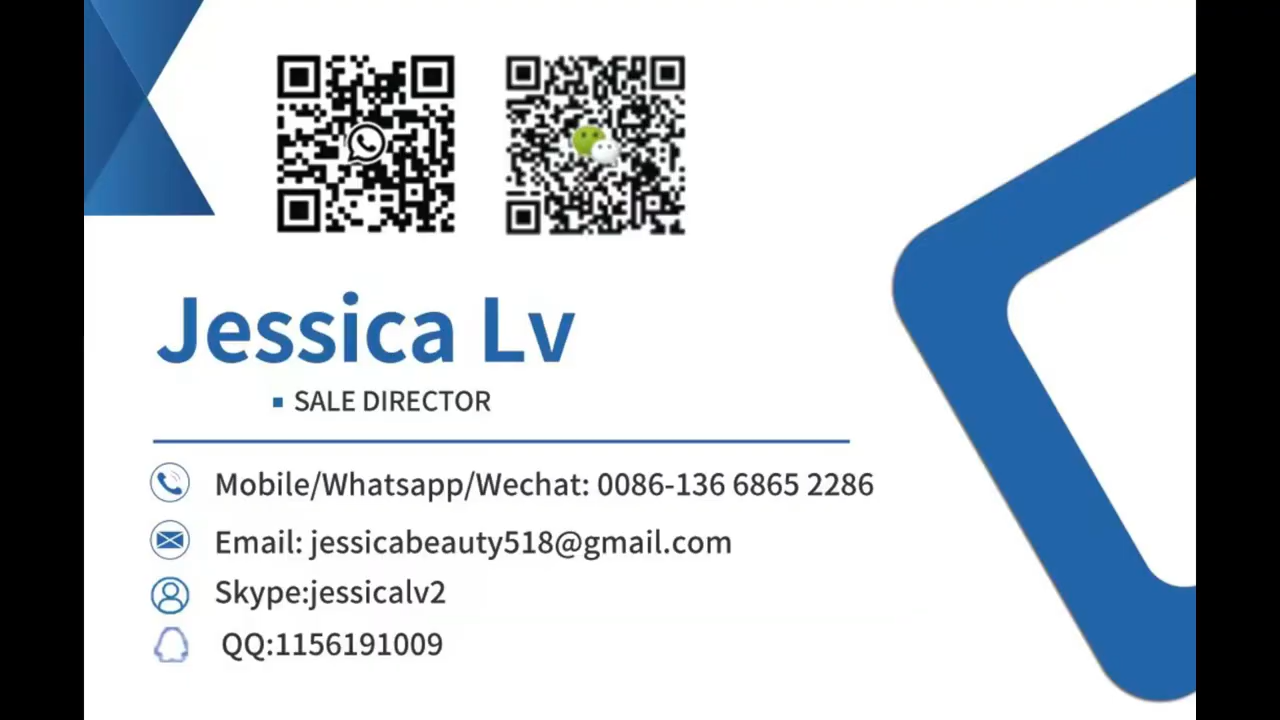 Jessica Lv
SALE DIRECTOR
Mobile/Whatsapp/Wechat: 0086-136 6865 2286
Email: jessicabeauty518@gmail.com
Skype:jessicalv2
QQ:1156191009